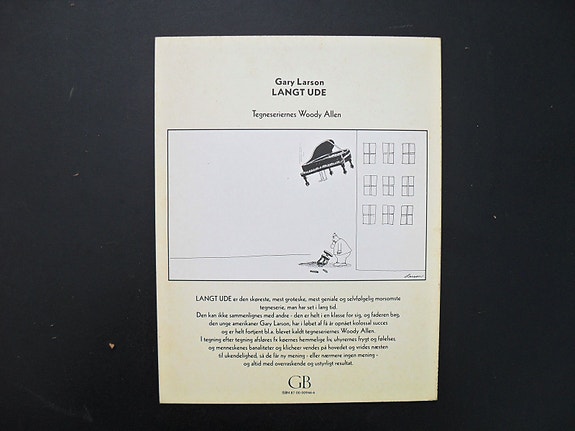 Gary Larson
LANGT UDE
Tegneseriernes Woody Allen
Larson
LANGT UDE er den skøreste, mest groteske, mest geniale og selvfølgelig morsomste
tegneserie, man har set i lang tid.
Den kan ikke sammenlignes med andre - den er helt i en klasse for sig, og faderen bag,
den unge amerikaner Gary Larson, har i løbet af få år opnået kolossal succes
og er helt fortjent bl.a. blevet kaldt tegneseriernes Woody Allen.
I tegning efter tegning afsløres fx køernes hemmelige liv, uhyrernes frygt og følelser,
og menneskenes banaliteter og klicheer vendes på hovedet og vrides næsten
til ukendelighed, så de får ny mening - eller nærmere ingen mening -
og altid med overraskende og ustyrligt resultat.
GB